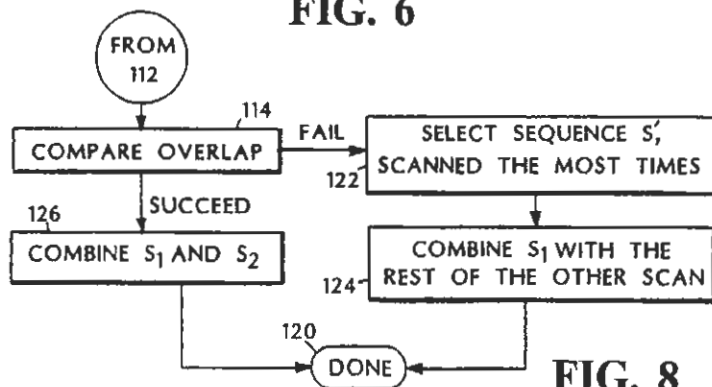 FIG. 6
FROM
112
114
COMPARE OVERLAP
FAIL
SELECT SEQUENCE S',
SCANNED THE MOST TIMES
122
SUCCEED
126
COMBINE S₁ AND S₂
COMBINE S₁ WITH THE
REST OF THE OTHER SCAN
124
120
DONE
FIG. 8